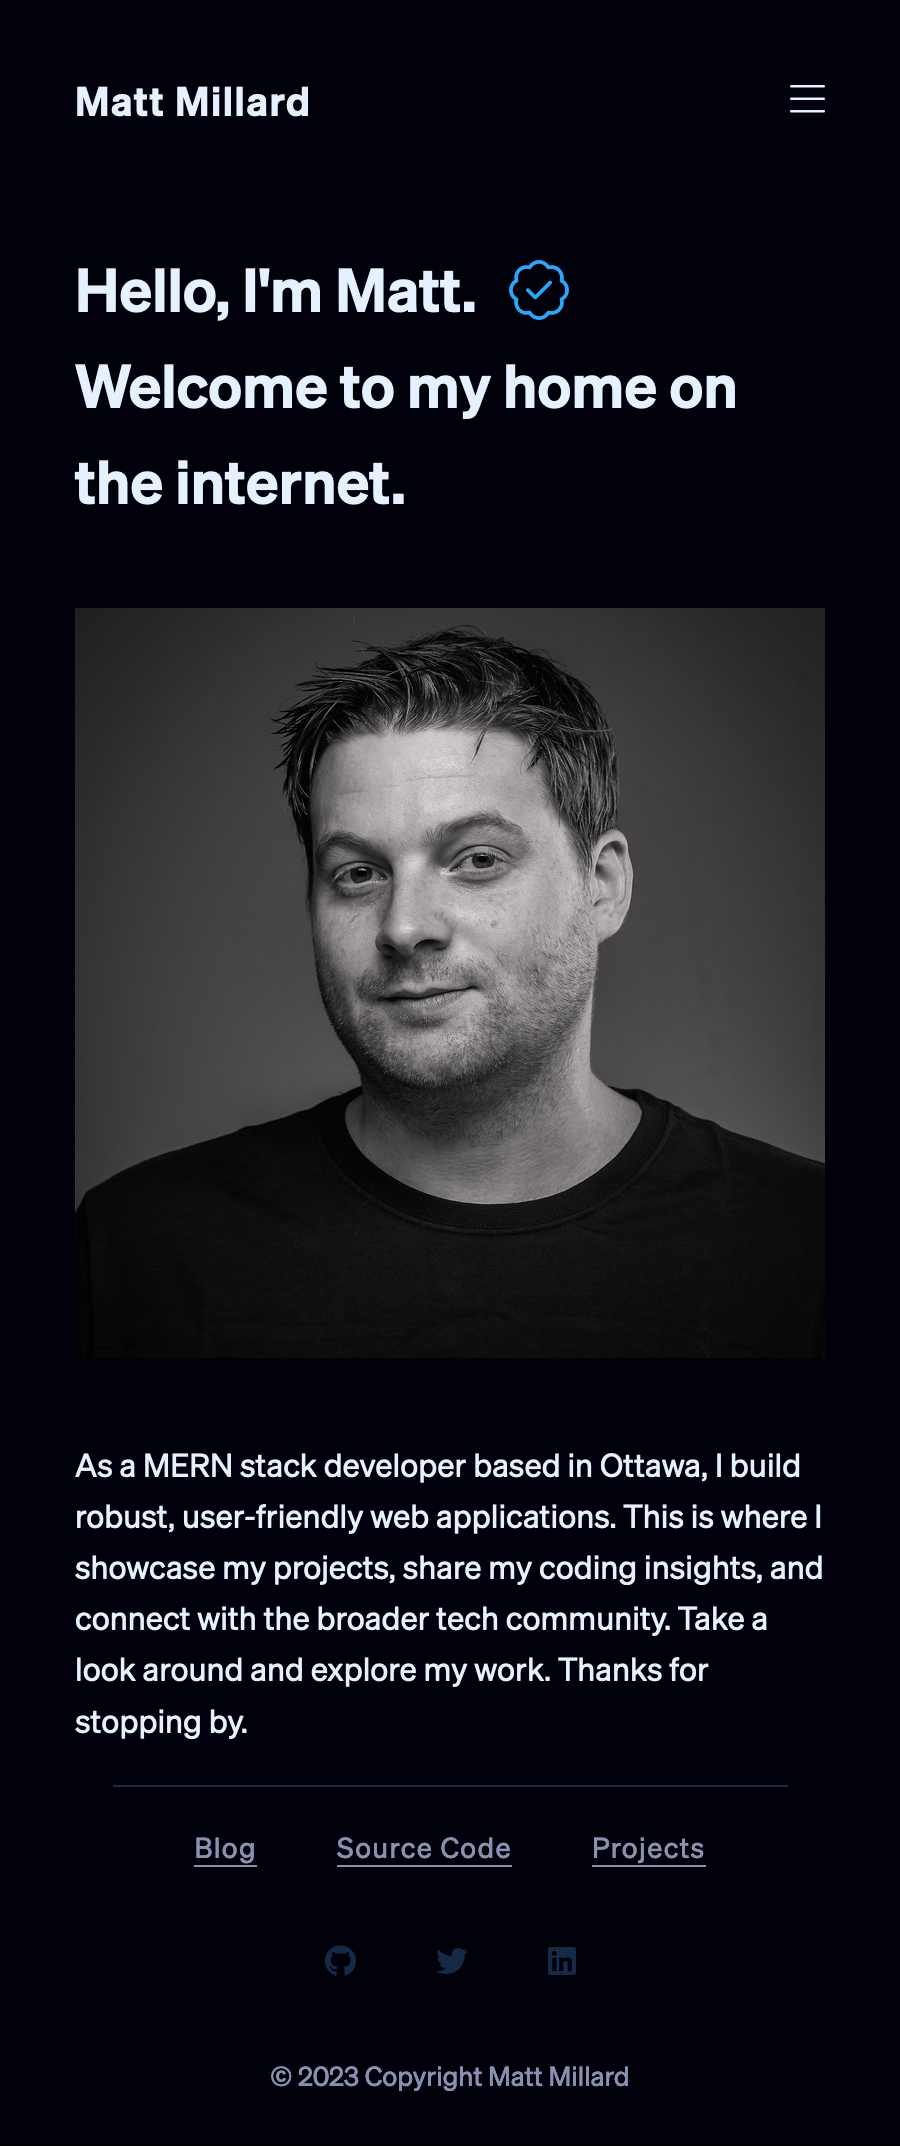 Matt Millard
Hello, I'm Matt.
Welcome to my home on
the internet.
As a MERN stack developer based in Ottawa, I build
robust, user-friendly web applications. This is where I
showcase my projects, share my coding insights, and
connect with the broader tech community. Take a
look around and explore my work. Thanks for
stopping by.
Blog Source Code Projects
© 2023 Copyright Matt Millard